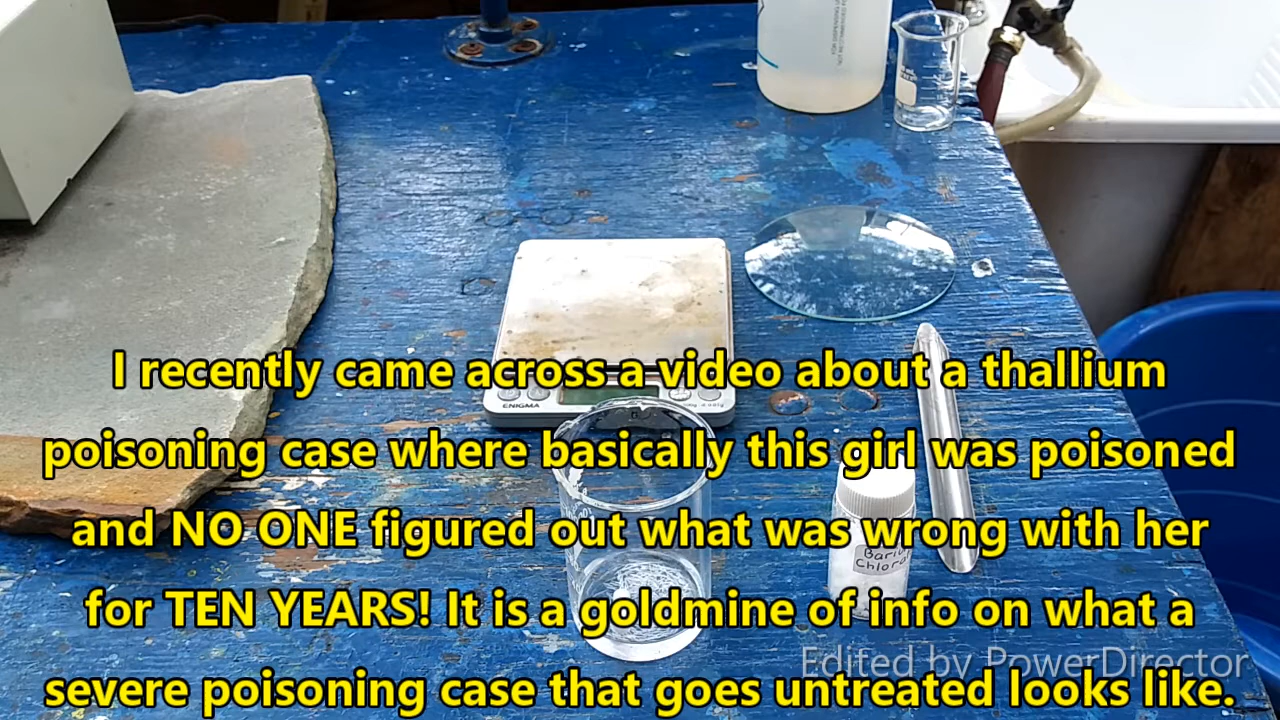 I recently came across a video about a thallium
poisoning case where basically this girl was poisoned
and NO ONE figured out what was wrong with her
for TEN YEARS! It is a goldmine of info on what a
severe poisoning case that goes untreated looks like.
ENIGMA
Edited by PowerDirector